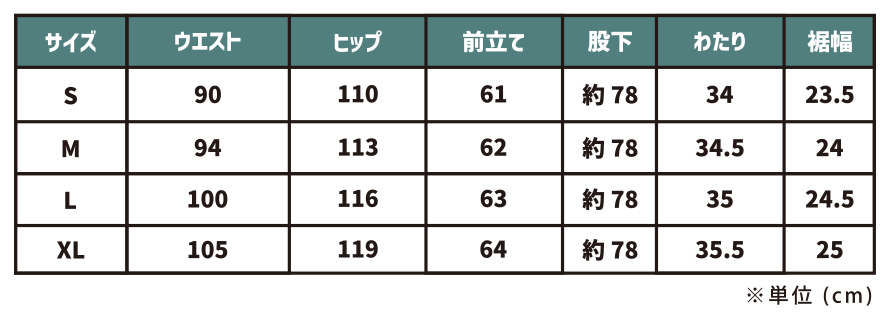 サイズ ウエスト ヒップ 前立て 股下 わたり 裾幅
S 90 110 61 約 78 34 23.5
M 94 113 62 約 78 34.5 24
L 100 116 63 約 78 35 24.5
XL 105 119 64 約 78 35.5 25
※単位 (cm)